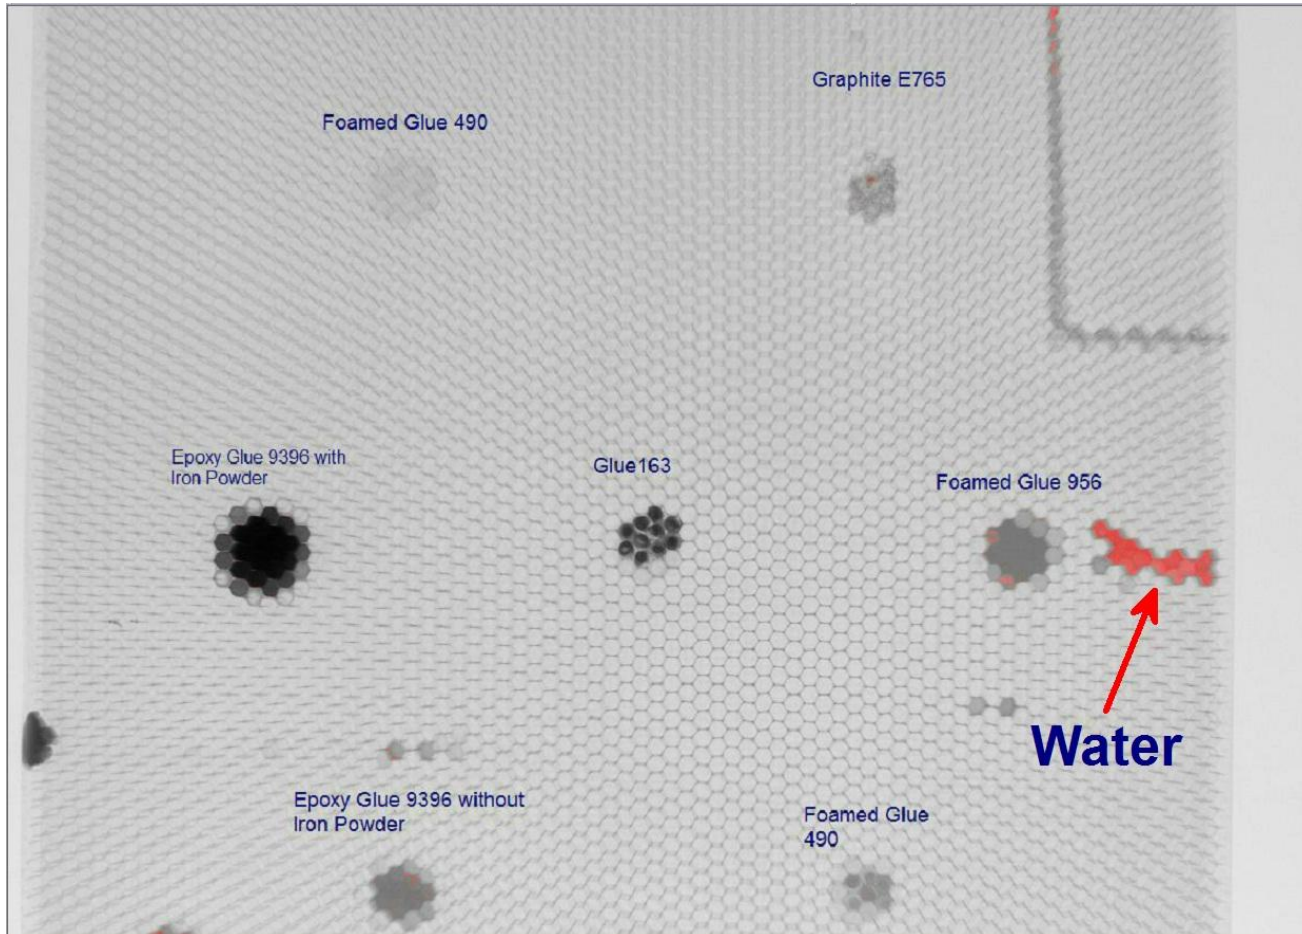 Graphite E765
Foamed Glue 490
Epoxy Glue 9396 with
Iron Powder
Glue163
Foamed Glue 956
Water
Epoxy Glue 9396 without
Iron Powder
Foamed Glue
490